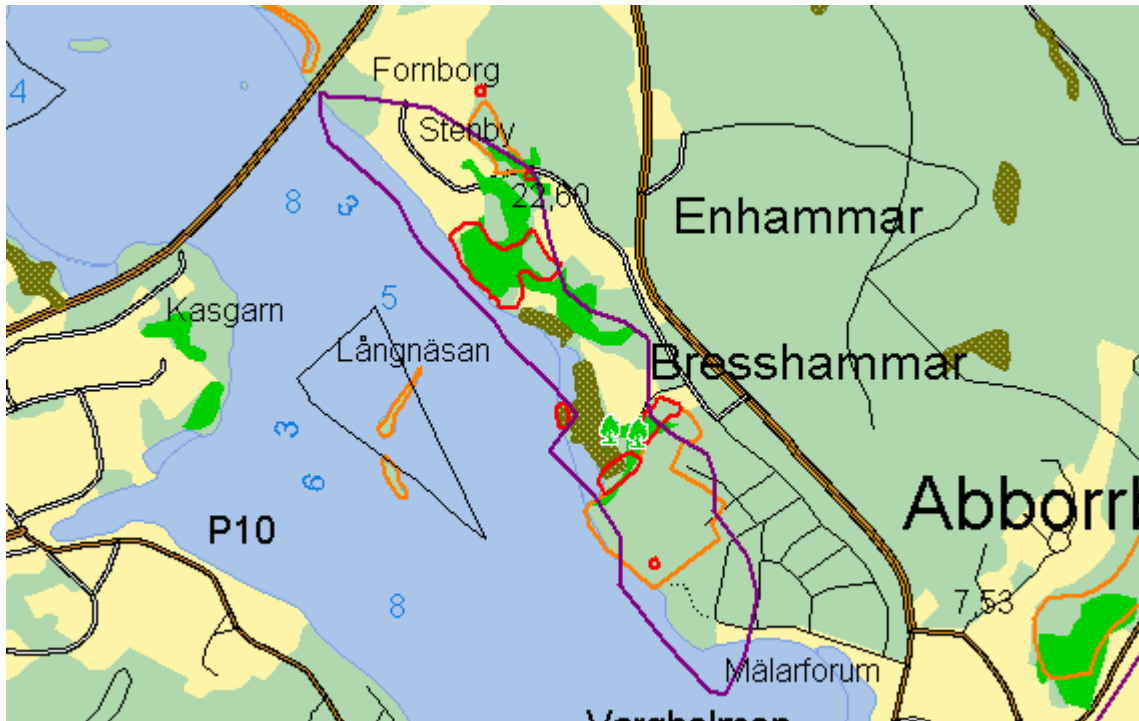 4
Fornborg
Stenby
8
3
22,60
Enhammar
5
Kasgarn
Långnäsan
Bresshammar
3
6
P10
Abborrl
8
7,53
Mälarforum